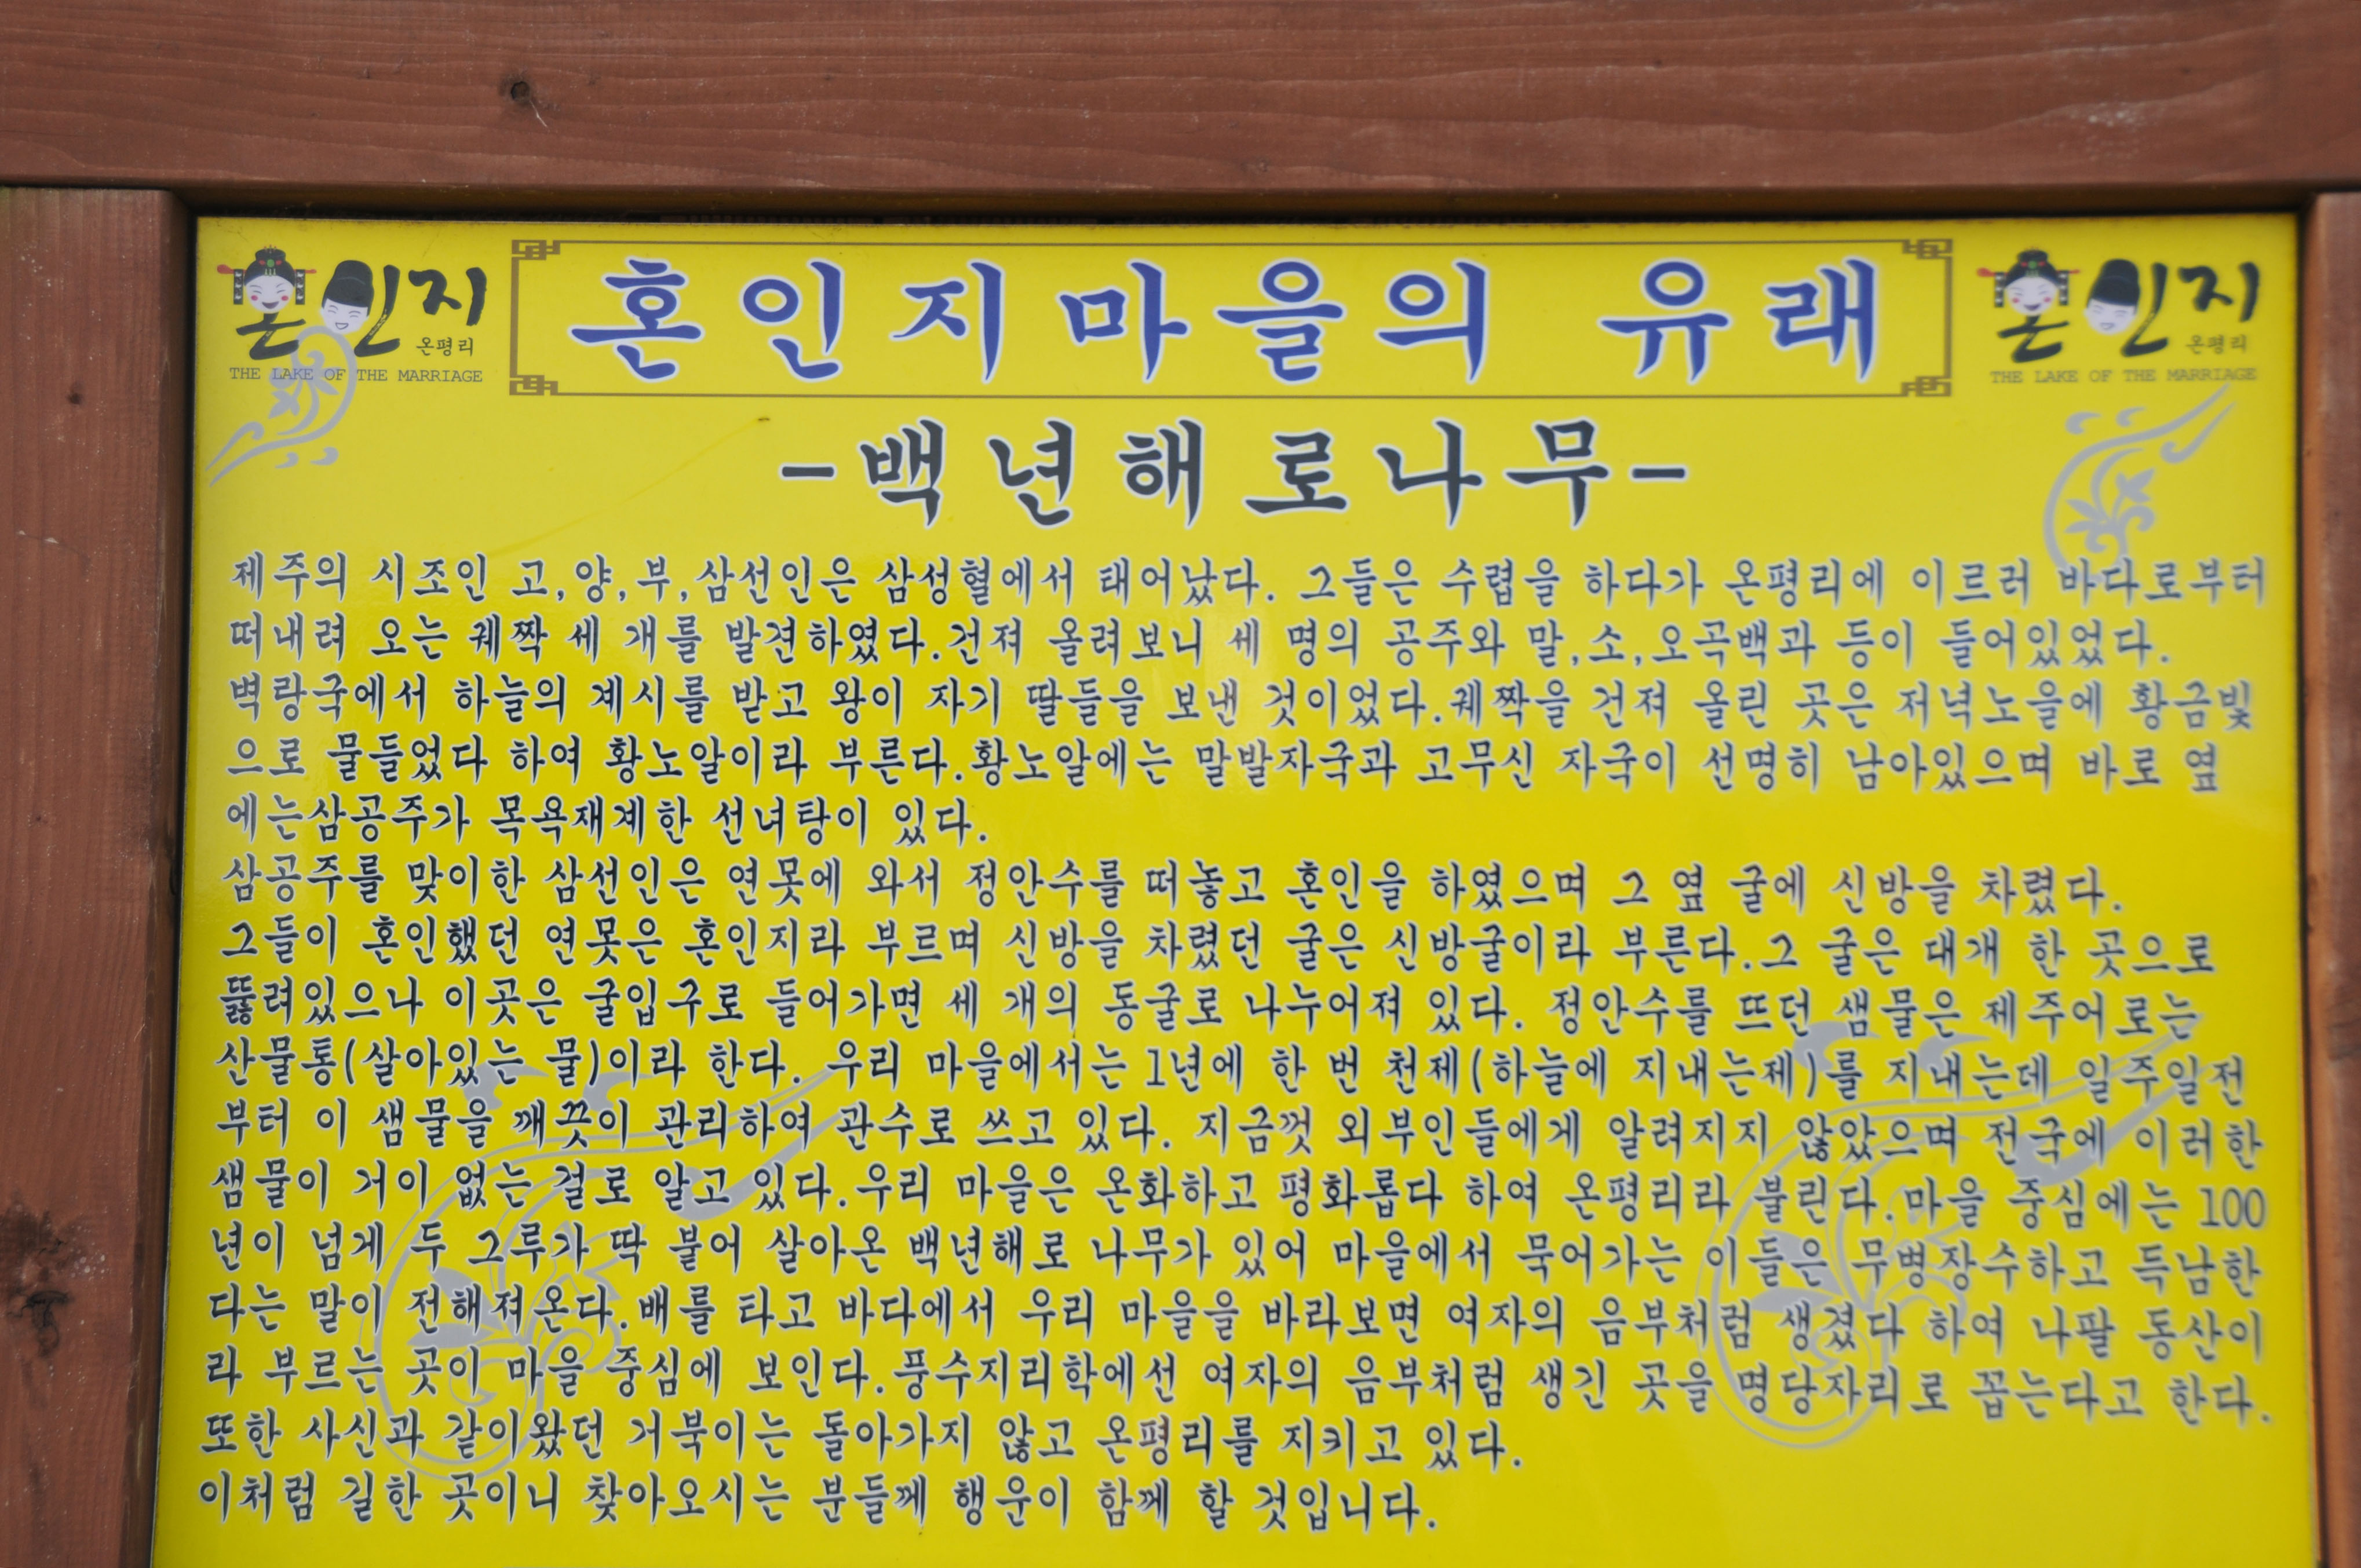 혼인지
온평리
THE LAKE OF THE MARRIAGE
혼인지마을의 유래
혼인지
온평리
THE LAKE OF THE MARRIAGE
-백년해로나무-
제주의 시조인 고,양,부,삼선인은 삼성혈에서 태어났다. 그들은 수렵을 하다가 온평리에 이르러 바다로부터
떠내려 오는 궤짝 세 개를 발견하였다.건져 올려보니 세 명의 공주와 말,소,오곡백과 등이 들어있었다.
벽랑국에서 하늘의 계시를 받고 왕이 자기 딸들을 보낸 것이었다.궤짝을 건져 올린 곳은 저녁노을에 황금빛
으로 물들었다 하여 황노알이라 부른다.황노알에는 말발자국과 고무신 자국이 선명히 남아있으며 바로 옆
에는삼공주가 목욕재계한 선녀탕이 있다.
삼공주를 맞이한 삼선인은 연못에 와서 정안수를 떠놓고 혼인을 하였으며 그 옆 굴에 신방을 차렸다.
그들이 혼인했던 연못은 혼인지라 부르며 신방을 차렸던 굴은 신방굴이라 부른다.그 굴은 대개 한 곳으로
뚫려있으나 이곳은 굴입구로 들어가면 세 개의 동굴로 나누어져 있다. 정안수를 뜨던 샘물은 제주어로는
산물통(살아있는 물)이라 한다. 우리 마을에서는 1년에 한 번 천제(하늘에 지내는제)를 지내는데 일주일전
부터 이 샘물을 깨끗이 관리하여 관수로 쓰고 있다. 지금껏 외부인들에게 알려지지 않았으며 전국에 이러한
샘물이 거이 없는 걸로 알고 있다.우리 마을은 온화하고 평화롭다 하여 온평리라 불린다.마을 중심에는 100
년이 넘게 두 그루가 딱 붙어 살아온 백년해로 나무가 있어 마을에서 묵어가는 이들은 무병장수하고 득남한
다는 말이 전해져온다.배를 타고 바다에서 우리 마을을 바라보면 여자의 음부처럼 생겼다 하여 나팔 동산이
라 부르는 곳이 마을 중심에 보인다.풍수지리학에선 여자의 음부처럼 생긴 곳을 명당자리로 꼽는다고 한다.
또한 사신과 같이왔던 거북이는 돌아가지 않고 온평리를 지키고 있다.
이처럼 길한 곳이니 찾아오시는 분들께 행운이 함께 할 것입니다.